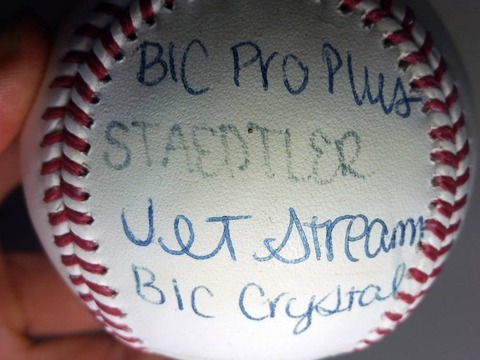 BIC Pro Plus
STAEDTLER
Jet Stream
BIC Crystal